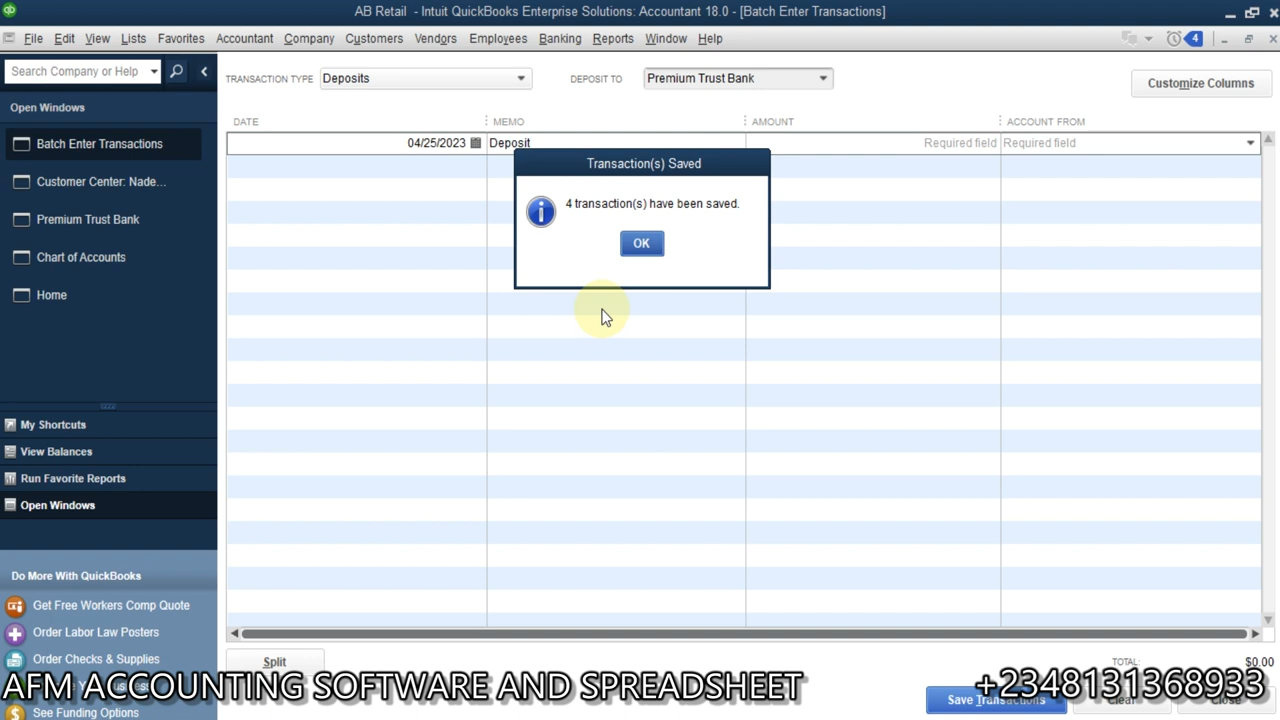 AB Retail - Intuit QuickBooks Enterprise Solutions: Accountant 18.0 - [Batch Enter Transactions]
File Edit View Lists Favorites Accountant Company Customers Vendors Employees Banking Reports Window Help 4
Search Company or Help
TRANSACTION TYPE Deposits DEPOSIT TO Premium Trust Bank
Customize Columns
Open Windows
DATE MEMO AMOUNT ACCOUNT FROM
04/25/2023 Deposit Required field Required field
Batch Enter Transactions
Transaction(s) Saved
4 transaction(s) have been saved.
OK
Customer Center: Nade...
Premium Trust Bank
Chart of Accounts
Home
My Shortcuts
View Balances
Run Favorite Reports
Open Windows
Do More With QuickBooks
Get Free Workers Comp Quote
Order Labor Law Posters
Order Checks & Supplies
See Funding Options
Split
TOTAL: $0.00
Save Transactions Clear Close
AFM ACCOUNTING SOFTWARE AND SPREADSHEET
+2348131368933